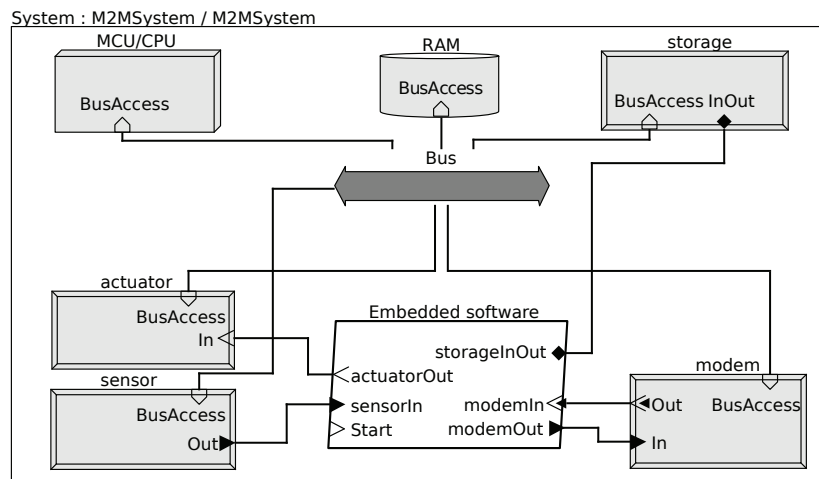 System : M2MSystem / M2MSystem
MCU/CPU
BusAccess
RAM
BusAccess
storage
BusAccess InOut
Bus
actuator
BusAccess
In
sensor
BusAccess
Out
Embedded software
storageInOut
actuatorOut
sensorIn
modemIn
Start
modemOut
modem
Out
BusAccess
In